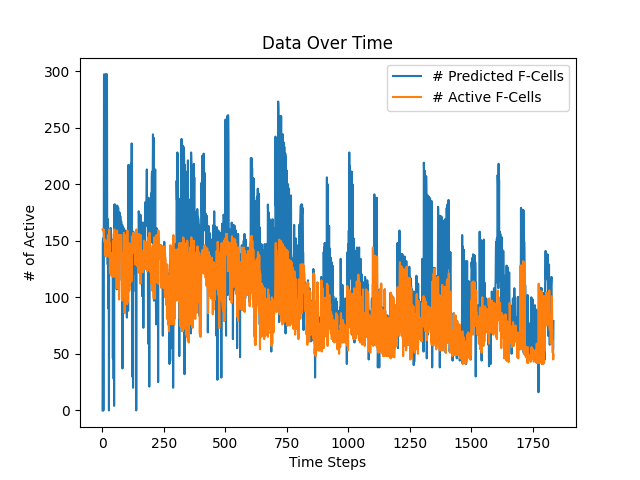 Data Over Time
# Predicted F-Cells
# Active F-Cells
300
250
200
150
100
50
0
# of Active
0 250 500 750 1000 1250 1500 1750
Time Steps